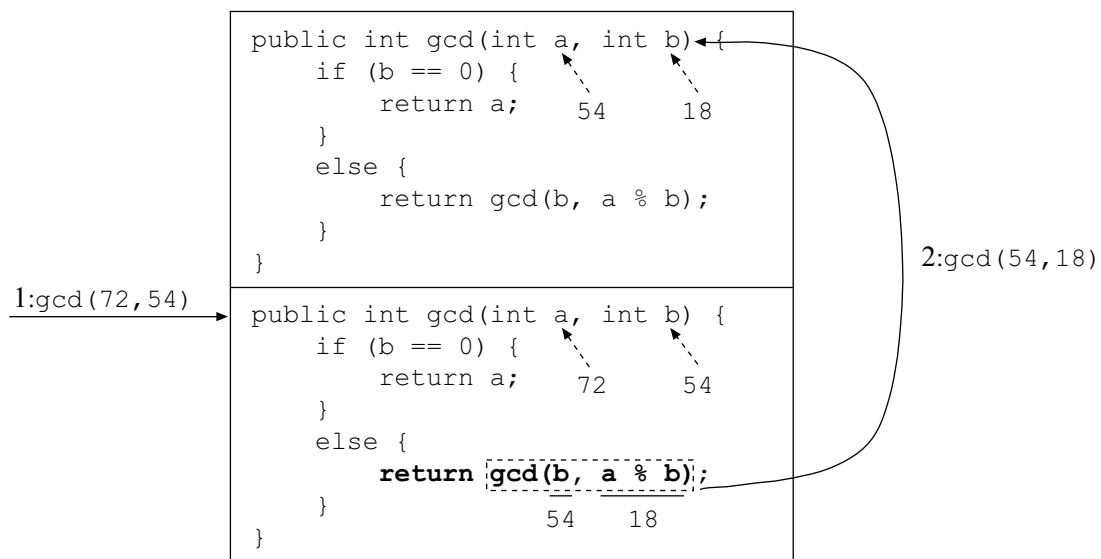 public int gcd(int a, int b) {
if (b == 0) {
return a;
54
18
}
else {
return gcd(b, a % b);
}
}
2:gcd(54,18)
1:gcd(72,54)
public int gcd(int a, int b) {
if (b == 0) {
return a;
72
54
}
else {
return gcd(b, a % b);
}
54
18
}